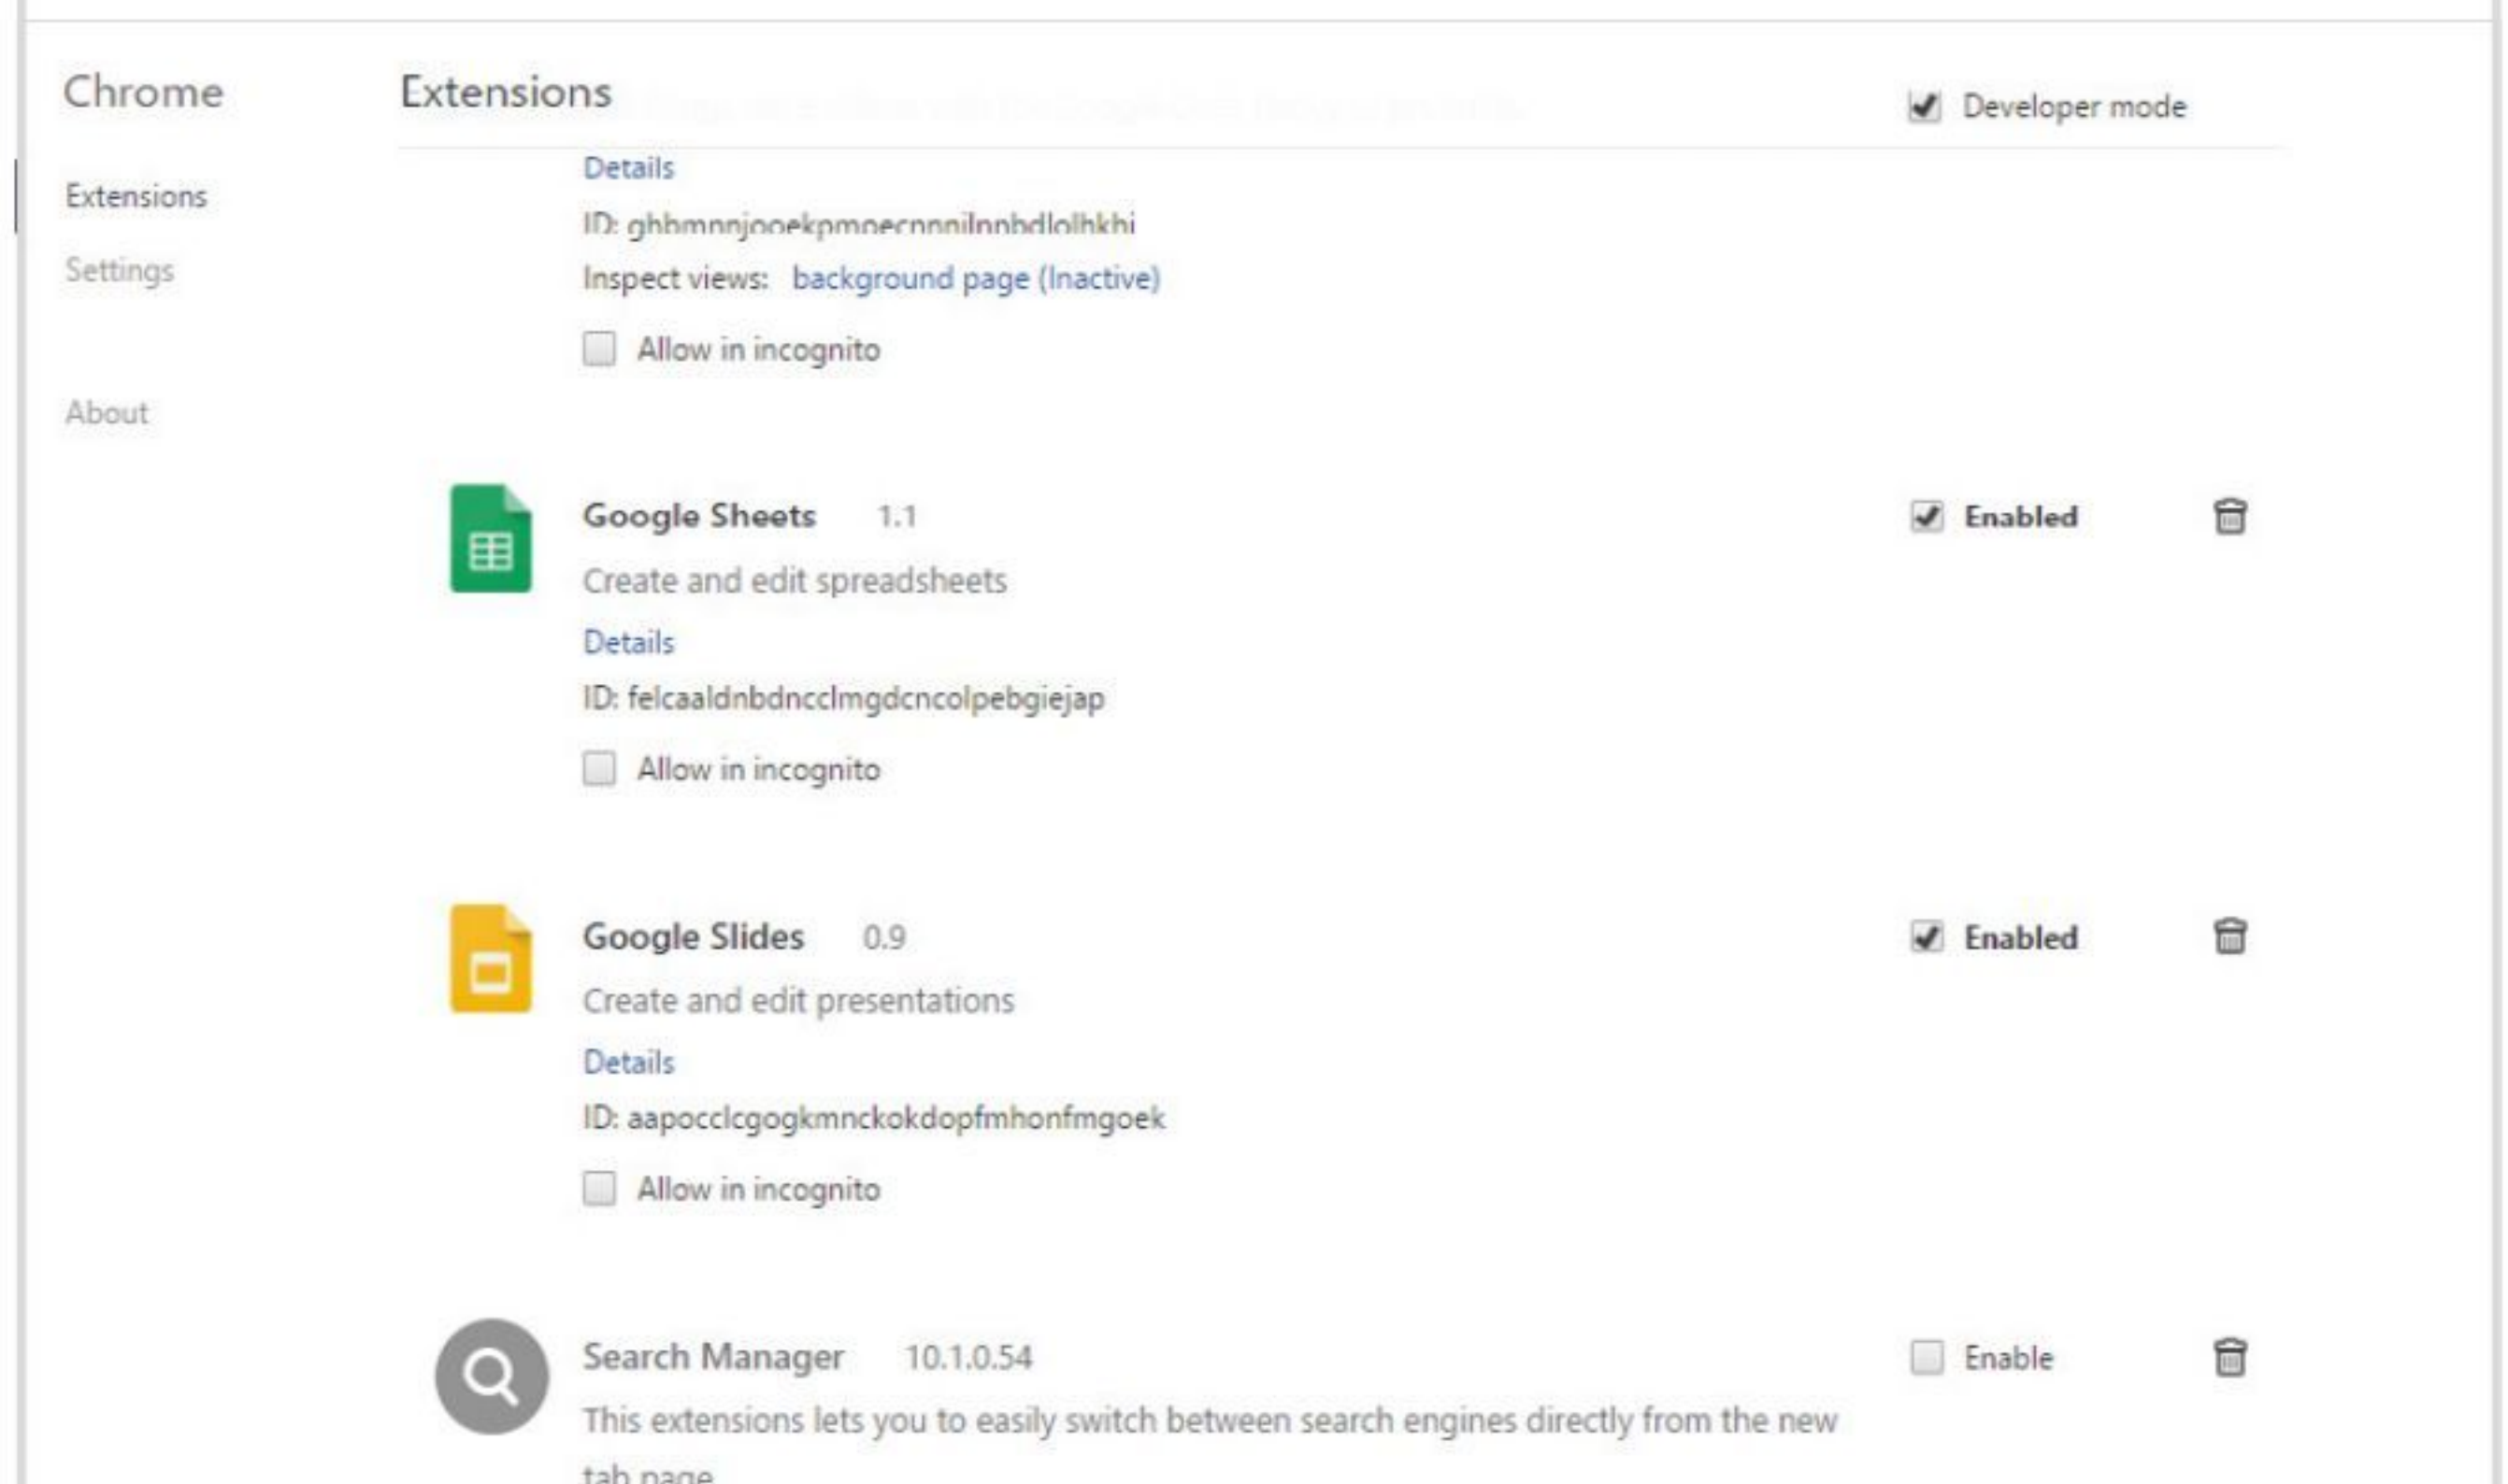 Chrome
Extensions
Developer mode
Extensions
Settings
About
Details
ID: ghbmnnjooekpmoecnnnilnnbdlolhkhi
Inspect views: background page (Inactive)
Allow in incognito
Google Sheets 1.1
Enabled
Create and edit spreadsheets
Details
ID: felcaaldnbdncclmgdcncolpebgiejap
Allow in incognito
Google Slides 0.9
Enabled
Create and edit presentations
Details
ID: aapocclcgogkmnckokdopfmhonfmgoek
Allow in incognito
Search Manager 10.1.0.54
Enable
This extensions lets you to easily switch between search engines directly from the new
tab page